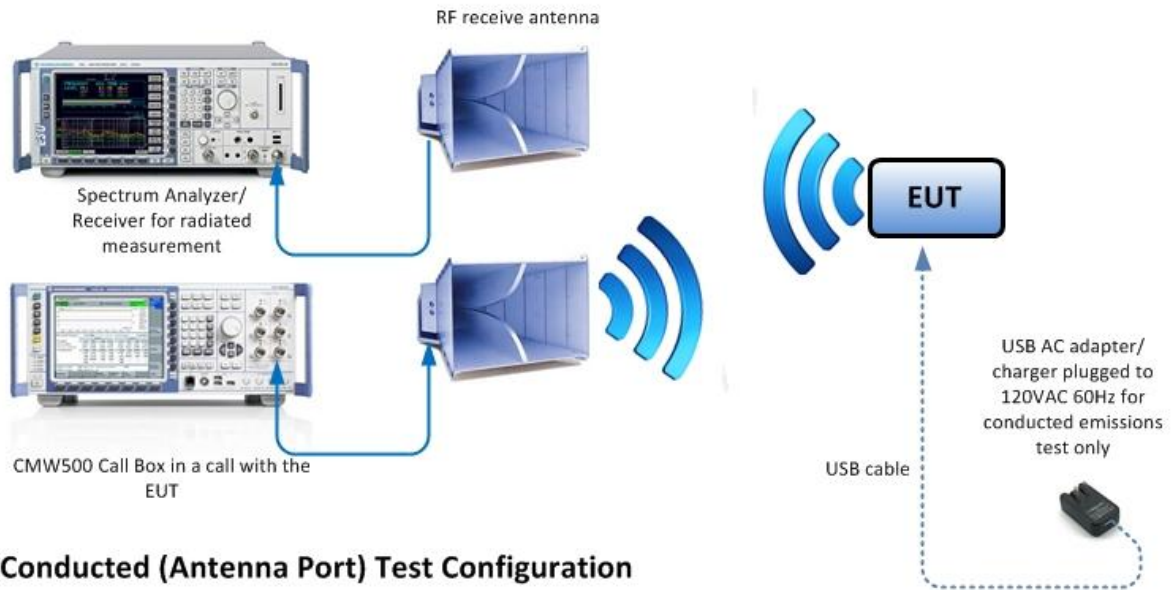 RF receive antenna
Spectrum Analyzer/
Receiver for radiated
measurement
EUT
USB AC adapter/
charger plugged to
120VAC 60Hz for
conducted emissions
test only
USB cable
CMW500 Call Box in a call with the
EUT
Conducted (Antenna Port) Test Configuration